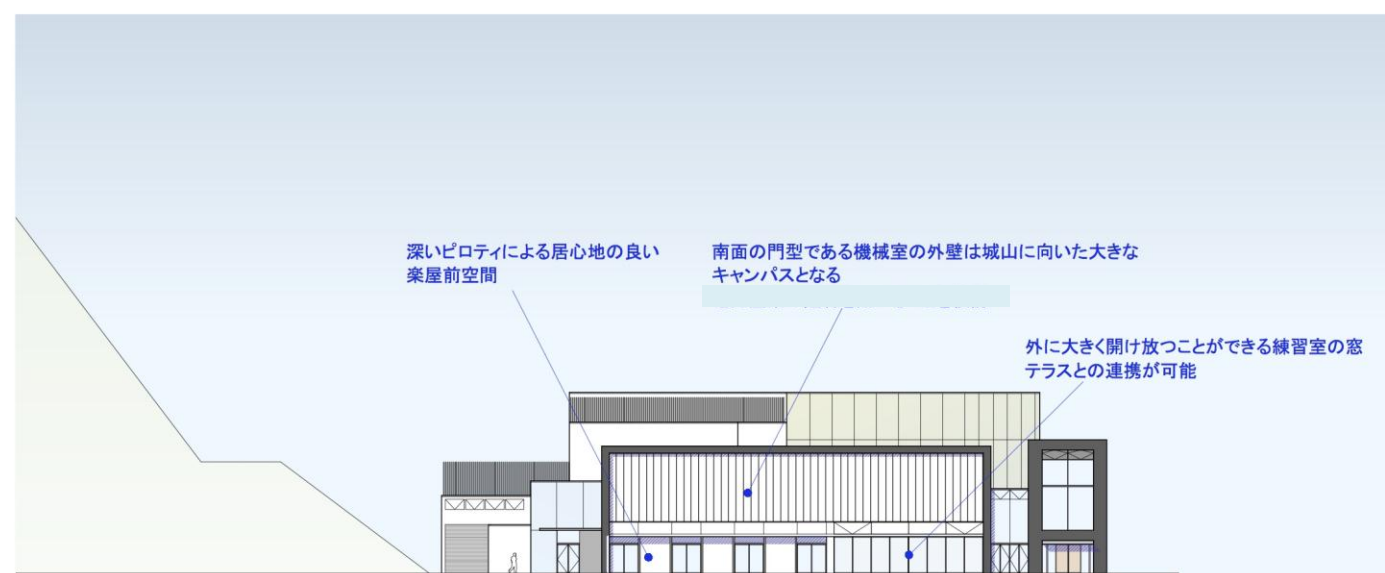 深いピロティによる居心地の良い
楽屋前空間
南面の門型である機械室の外壁は城山に向いた大きな
キャンパスとなる
外に大きく開け放つことができる練習室の窓
テラスとの連携が可能